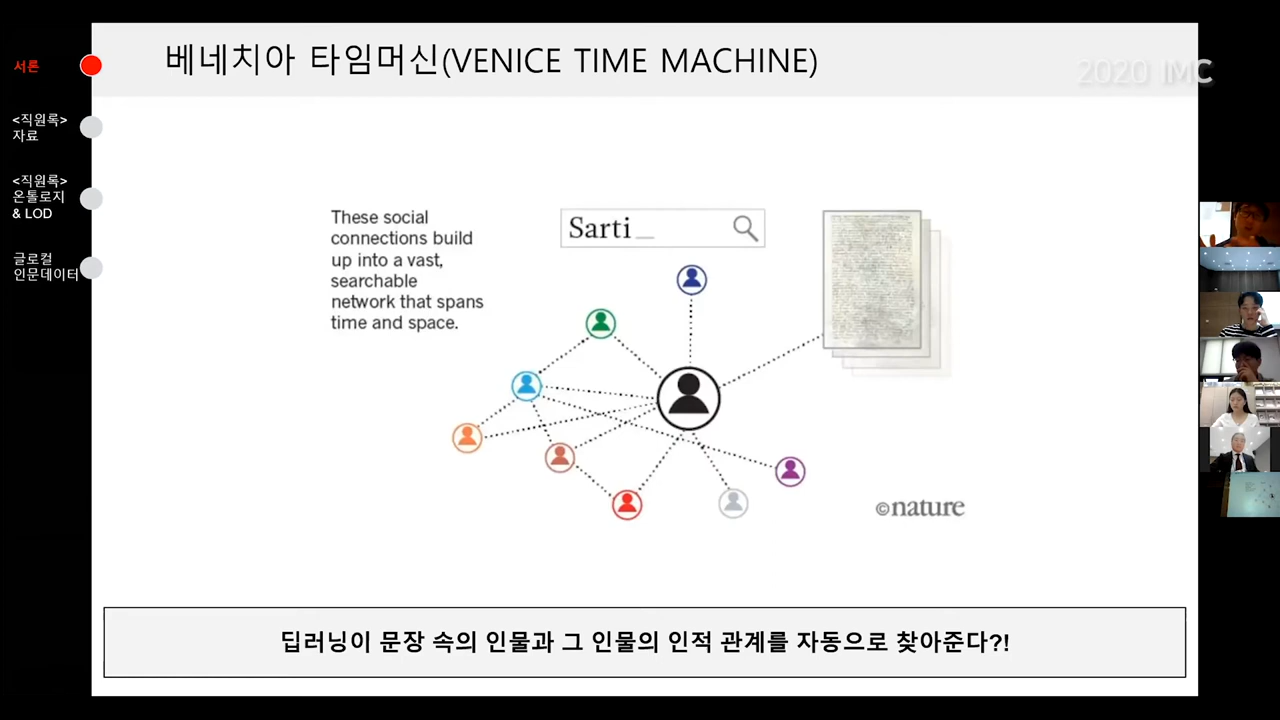 베네치아 타임머신(VENICE TIME MACHINE)
2020 IMC
서론
<직원록>
자료
<직원록>
온톨로지
& LOD
글로컬
인문데이터
These social
connections build
up into a vast,
searchable
network that spans
time and space.
Sarti_
©nature
딥러닝이 문장 속의 인물과 그 인물의 인적 관계를 자동으로 찾아준다?!